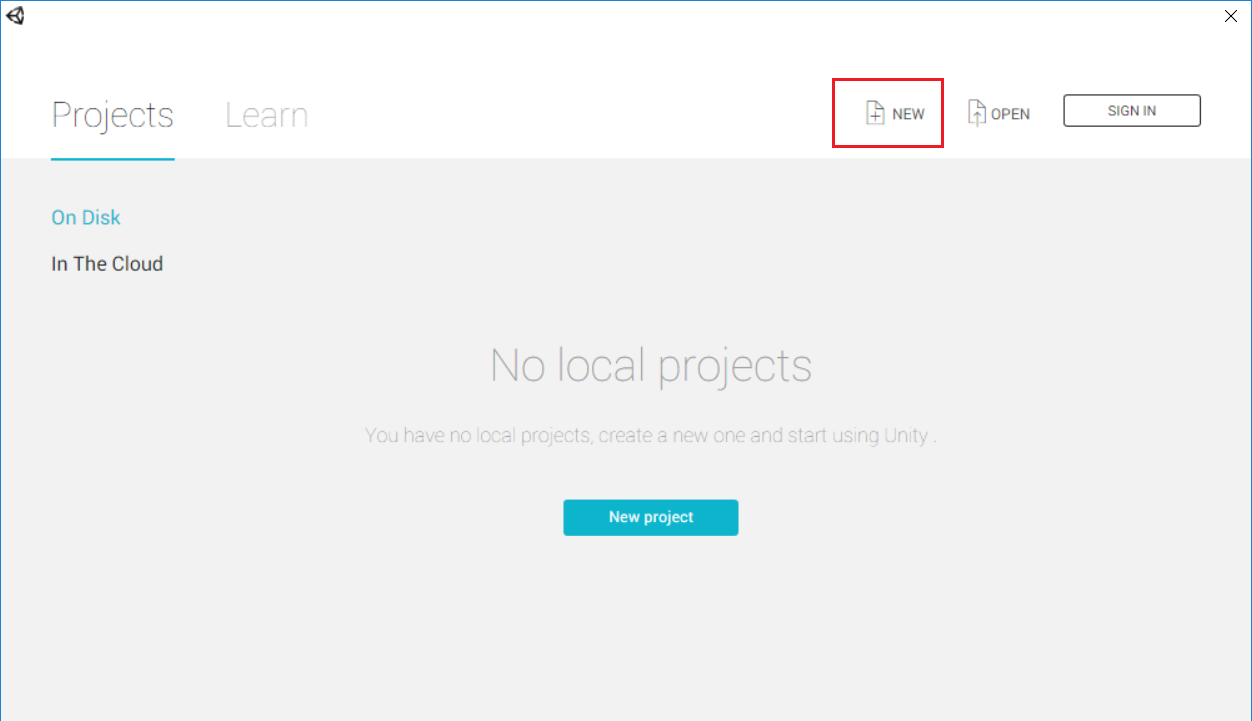 Projects
Learn
NEW
OPEN
SIGN IN
On Disk
In The Cloud
No local projects
You have no local projects, create a new one and start using Unity .
New project